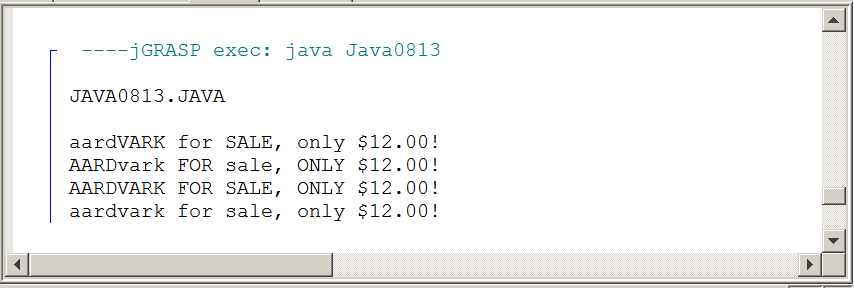 ----jGRASP exec: java Java0813
JAVA0813.JAVA
aardVARK for SALE, only $12.00!
AARDvark FOR sale, ONLY $12.00!
AARDVARK FOR SALE, ONLY $12.00!
aardvark for sale, only $12.00!